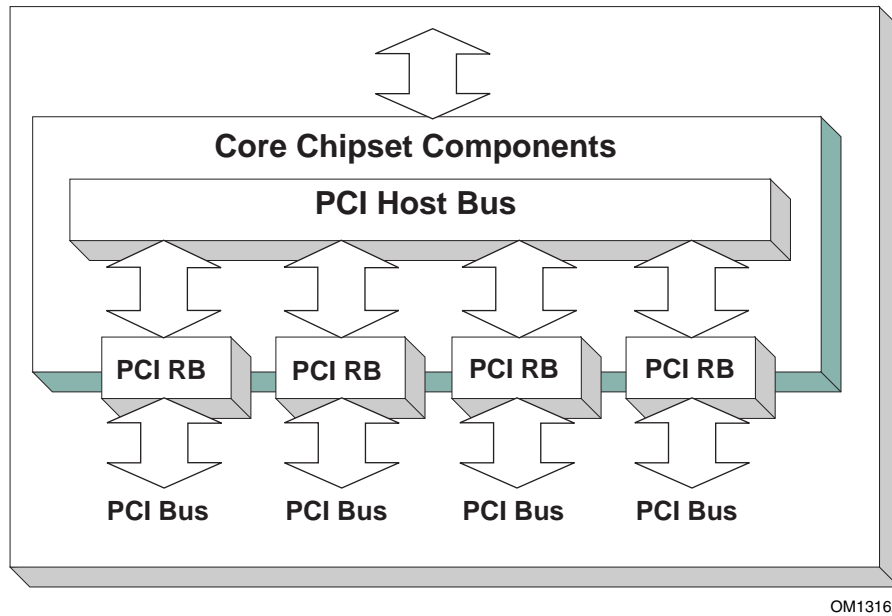 Core Chipset Components
PCI Host Bus
PCI RB PCI RB PCI RB PCI RB
PCI Bus PCI Bus PCI Bus PCI Bus
OM1316